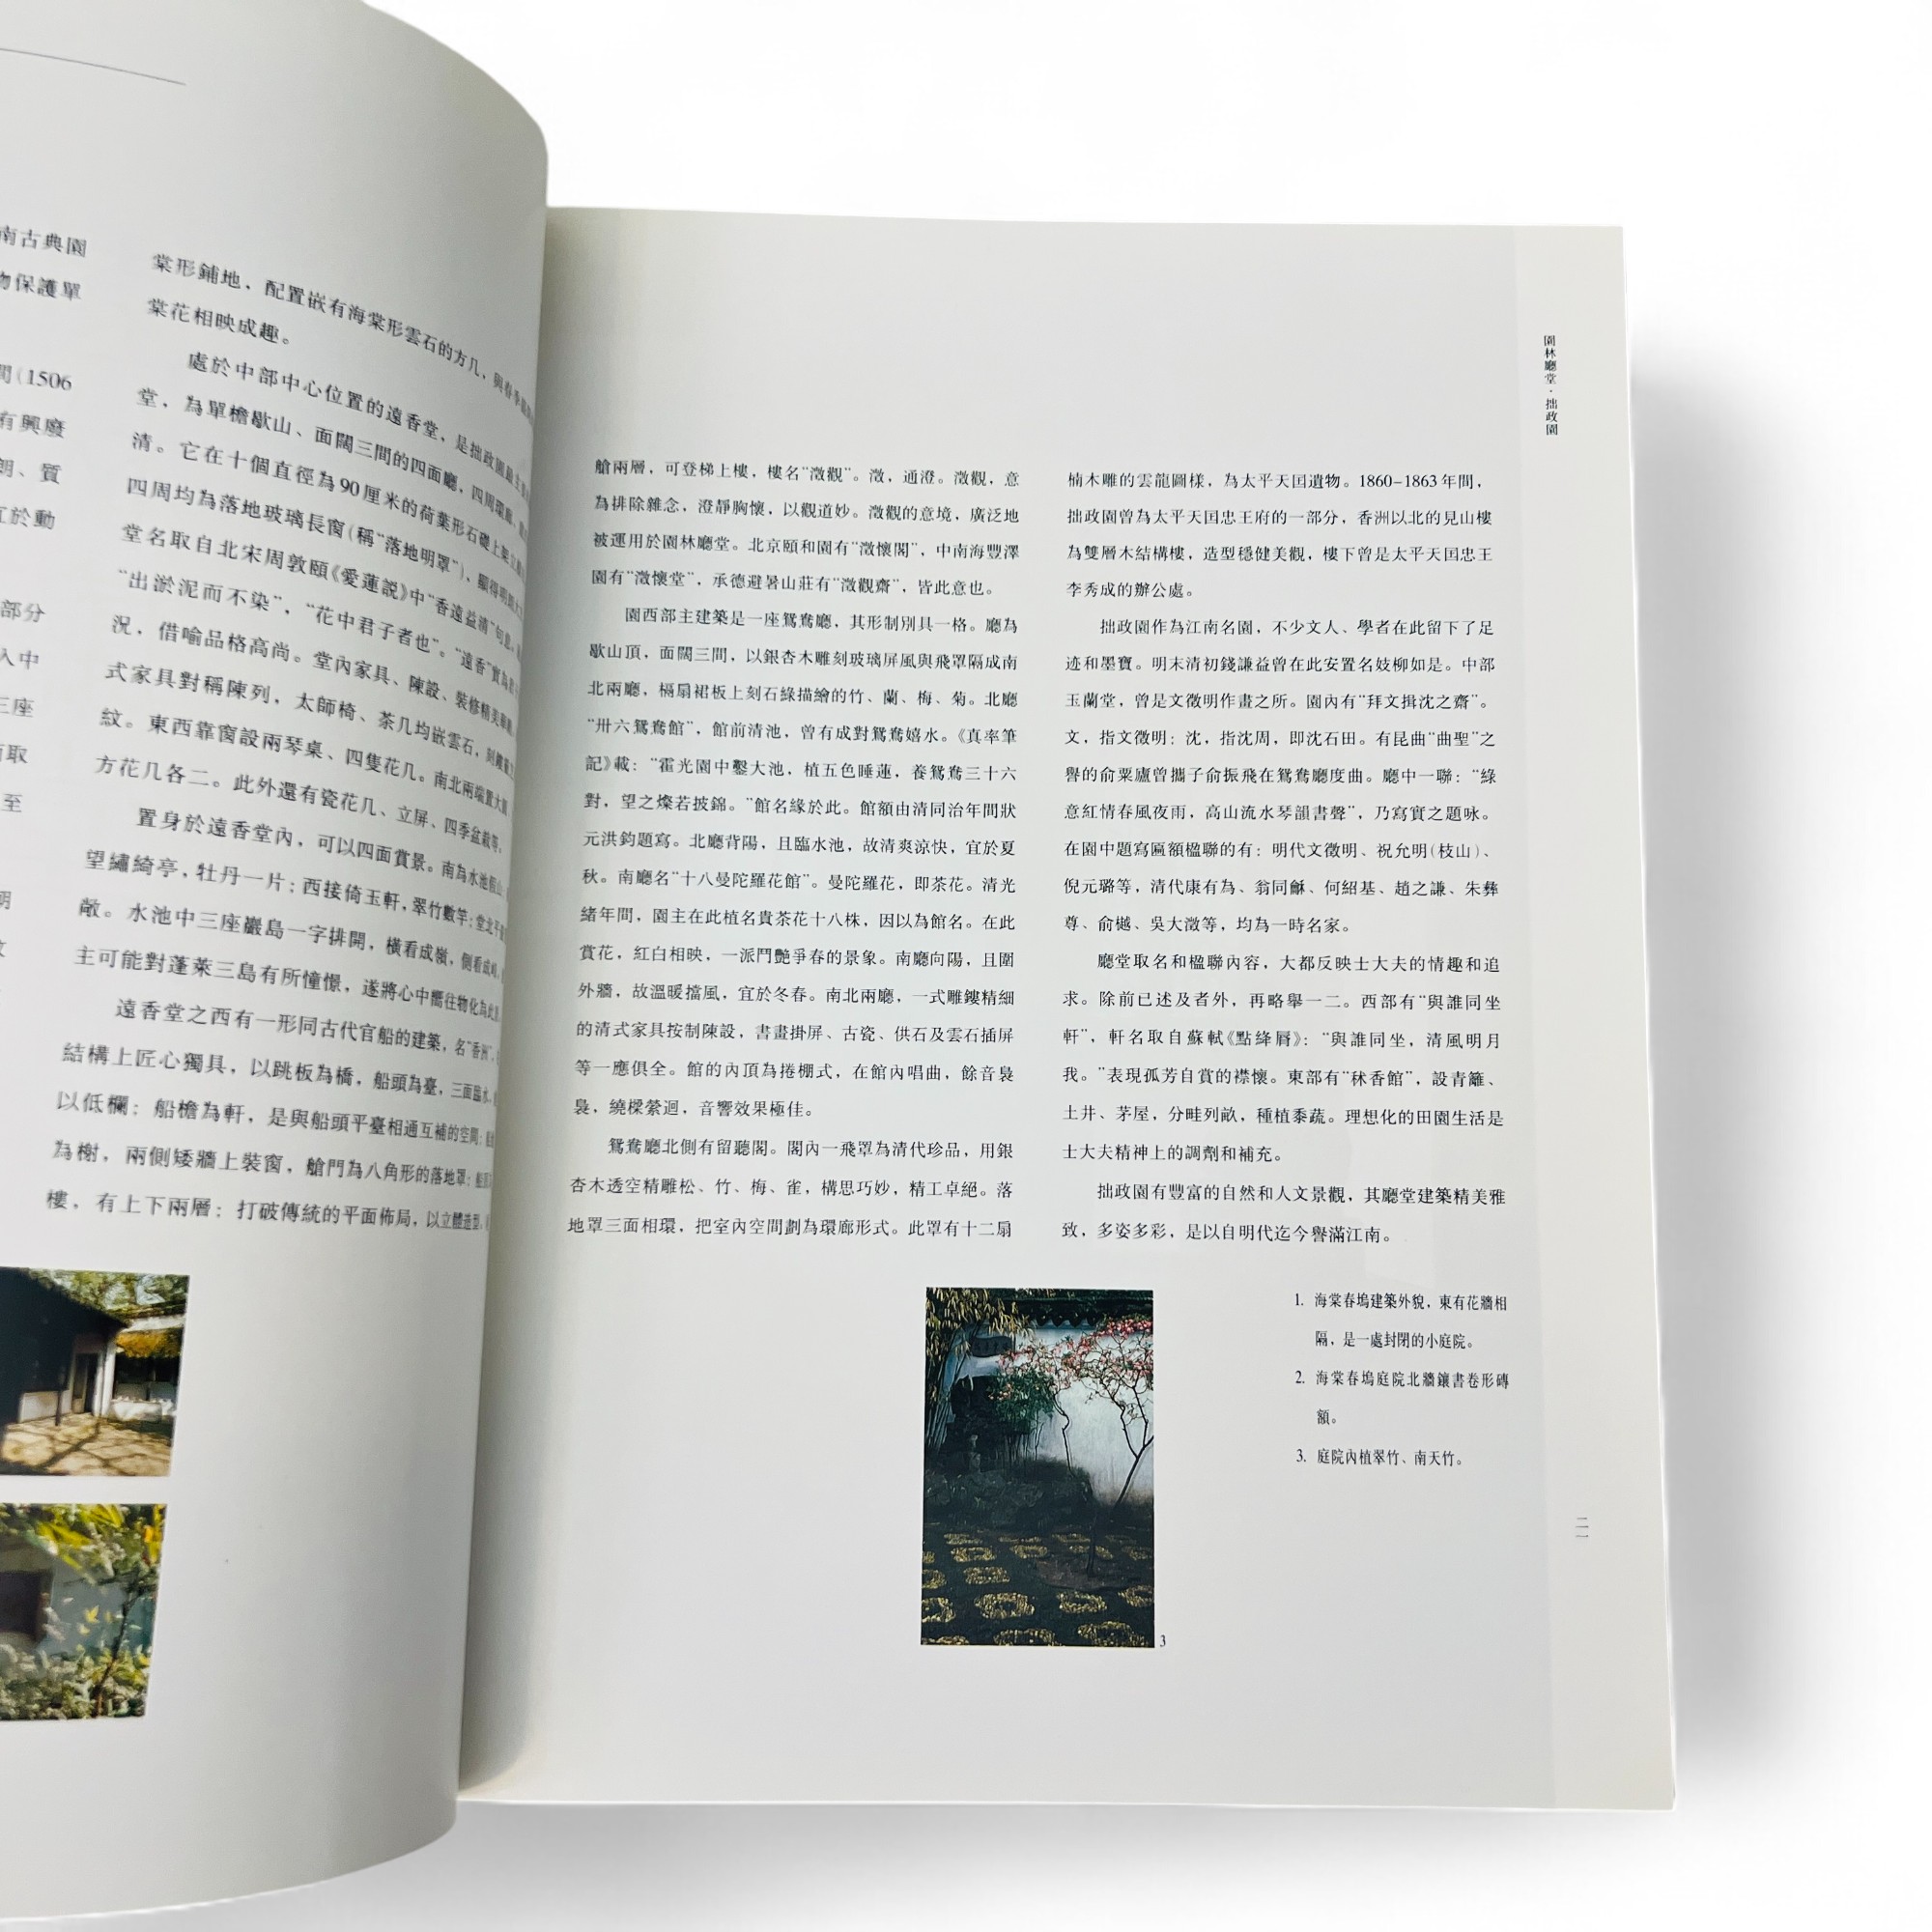 南古典園
物保護單
間(1506
有興廢
朗、質
宜於動
部分
入中
三座
而取
至
明
棠形鋪地，配置嵌有海棠形雲石的方几，與春季
棠花相映成趣。
處於中部中心位置的遠香堂，是拙政園最主
堂，為單檐歇山、面闊三間的四面廳，四周環廊，
清。它在十個直徑為90厘米的荷葉形石礎上架立
四周均為落地玻璃長窗(稱“落地明罩”)，顯得明
堂名取自北宋周敦頤《愛蓮説》中“香遠益清”句意，
“出淤泥而不染”，“花中君子者也”。“遠香”實為
況，借喻品格高尚。堂內家具、陳設、裝修精美
式家具對稱陳列，太師椅、茶几均嵌雲石，刻
紋。東西靠窗設兩琴桌、四隻花几。南北兩端置大
方花几各二。此外還有瓷花几、立屏、四季盆栽等。
置身於遠香堂內，可以四面賞景。南為水池假山，
望繡綺亭，牡丹一片；西接倚玉軒，翠竹數竿；堂北平
敞。水池中三座巖島一字排開，橫看成嶺，側看成峰，
主可能對蓬萊三島有所憧憬，遂將心中嚮往物化為此
遠香堂之西有一形同古代官船的建築，名“香洲”，
結構上匠心獨具，以跳板為橋，船頭為臺，三面臨水，
以低欄；船檐為軒，是與船頭平臺相通互補的空間；
為榭，兩側矮牆上裝窗，艙門為八角形的落地罩；
樓，有上下兩層；打破傳統的平面佈局，以立體造型，
園林廳堂·拙政園
艙兩層，可登梯上樓，樓名“澂觀”。澂，通澄。澂觀，意
為排除雜念，澄靜胸懷，以觀道妙。澂觀的意境，廣泛地
被運用於園林廳堂。北京頤和園有“澂懷閣”，中南海豐澤
園有“澂懷堂”，承德避暑山莊有“澂觀齋”，皆此意也。
園西部主建築是一座鴛鴦廳，其形制別具一格。廳為
歇山頂，面闊三間，以銀杏木雕刻玻璃屏風與飛罩隔成南
北兩廳，槅扇裙板上刻石綠描繪的竹、蘭、梅、菊。北廳
“卅六鴛鴦館”，館前清池，曾有成對鴛鴦嬉水。《真率筆
記》載：“霍光園中鑿大池，植五色睡蓮，養鴛鴦三十六
對，望之燦若披錦。”館名緣於此。館額由清同治年間狀
元洪鈞題寫。北廳背陽，且臨水池，故清爽涼快，宜於夏
秋。南廳名“十八曼陀羅花館”。曼陀羅花，即茶花。清光
緒年間，園主在此植名貴茶花十八株，因以為館名。在此
賞花，紅白相映，一派鬥艷爭春的景象。南廳向陽，且圍
外牆，故溫暖擋風，宜於冬春。南北兩廳，一式雕鏤精細
的清式家具按制陳設，書畫掛屏、古瓷、供石及雲石插屏
等一應俱全。館的內頂為捲棚式，在館內唱曲，餘音裊
裊，繞樑縈迴，音響效果極佳。
鴛鴦廳北側有留聽閣。閣內一飛罩為清代珍品，用銀
杏木透空精雕松、竹、梅、雀，構思巧妙，精工卓絕。落
地罩三面相環，把室內空間劃為環廊形式。此罩有十二扇
楠木雕的雲龍圖樣，為太平天囯遺物。1860–1863年間，
拙政園曾為太平天囯忠王府的一部分，香洲以北的見山樓
為雙層木結構樓，造型穩健美觀，樓下曾是太平天囯忠王
李秀成的辦公處。
拙政園作為江南名園，不少文人、學者在此留下了足
迹和墨寶。明末清初錢謙益曾在此安置名妓柳如是。中部
玉蘭堂，曾是文徵明作畫之所。園內有“拜文揖沈之齋”。
文，指文徵明；沈，指沈周，即沈石田。有昆曲“曲聖”之
譽的俞粟廬曾攜子俞振飛在鴛鴦廳度曲。廳中一聯：“綠
意紅情春風夜雨，高山流水琴韻書聲”，乃寫實之題咏。
在園中題寫匾額楹聯的有：明代文徵明、祝允明(枝山)、
倪元璐等，清代康有為、翁同龢、何紹基、趙之謙、朱彝
尊、俞樾、吳大澂等，均為一時名家。
廳堂取名和楹聯內容，大都反映士大夫的情趣和追
求。除前已述及者外，再略舉一二。西部有“與誰同坐
軒”，軒名取自蘇軾《點絳脣》：“與誰同坐，清風明月
我。”表現孤芳自賞的襟懷。東部有“秫香館”，設青籬、
土井、茅屋，分畦列畝，種植黍蔬。理想化的田園生活是
士大夫精神上的調劑和補充。
拙政園有豐富的自然和人文景觀，其廳堂建築精美雅
致，多姿多彩，是以自明代迄今譽滿江南。
1. 海棠春塢建築外貌，東有花牆相
隔，是一處封閉的小庭院。
2. 海棠春塢庭院北牆鑲書卷形磚
額。
3. 庭院內植翠竹、南天竹。
3
二一